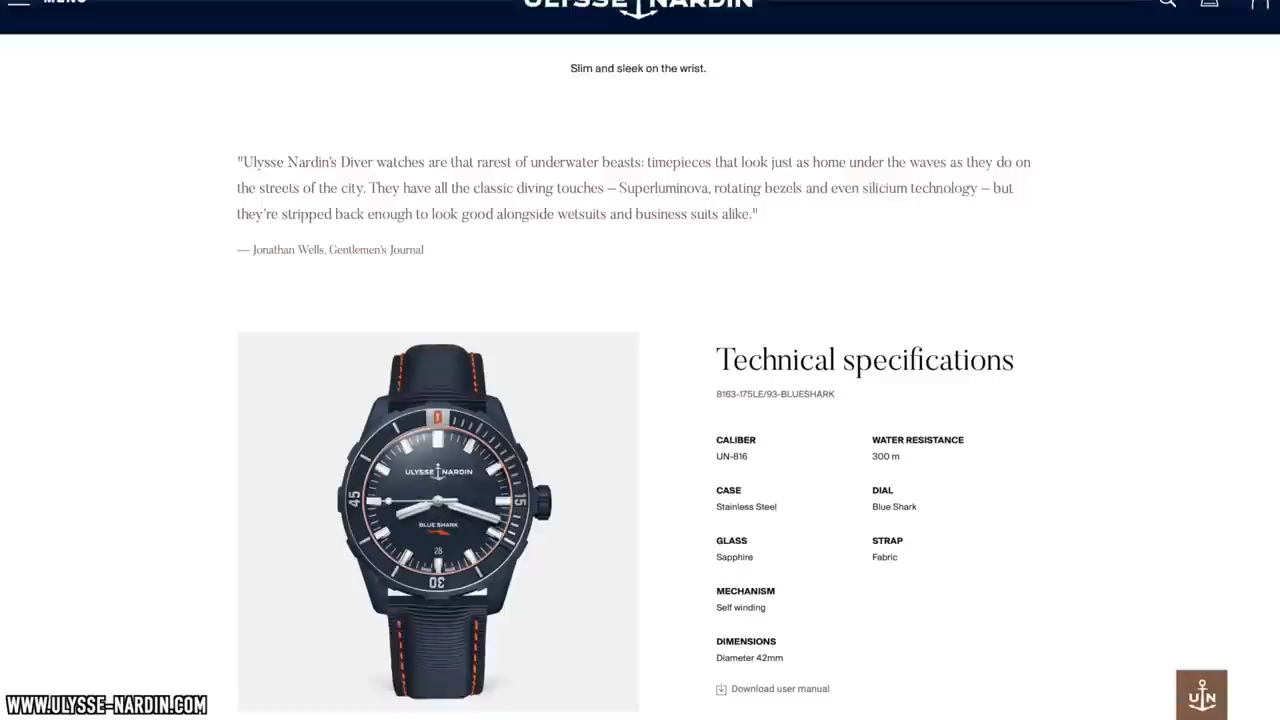 MENU
ULYSSE NARDIN
Slim and sleek on the wrist.
"Ulysse Nardin's Diver watches are that rarest of underwater beasts: timepieces that look just as home under the waves as they do on
the streets of the city. They have all the classic diving touches – Superluminova, rotating bezels and even silicium technology – but
they're stripped back enough to look good alongside wetsuits and business suits alike."
— Jonathan Wells, Gentlemen's Journal
Technical specifications
8163-175LE/93-BLUESHARK
CALIBER
UN-816
WATER RESISTANCE
300 m
CASE
Stainless Steel
DIAL
Blue Shark
GLASS
Sapphire
STRAP
Fabric
MECHANISM
Self winding
DIMENSIONS
Diameter 42mm
Download user manual
0
ULYSSE NARDIN
45
15
BLUE SHARK
28
30
UN
WWW.ULYSSE-NARDIN.COM